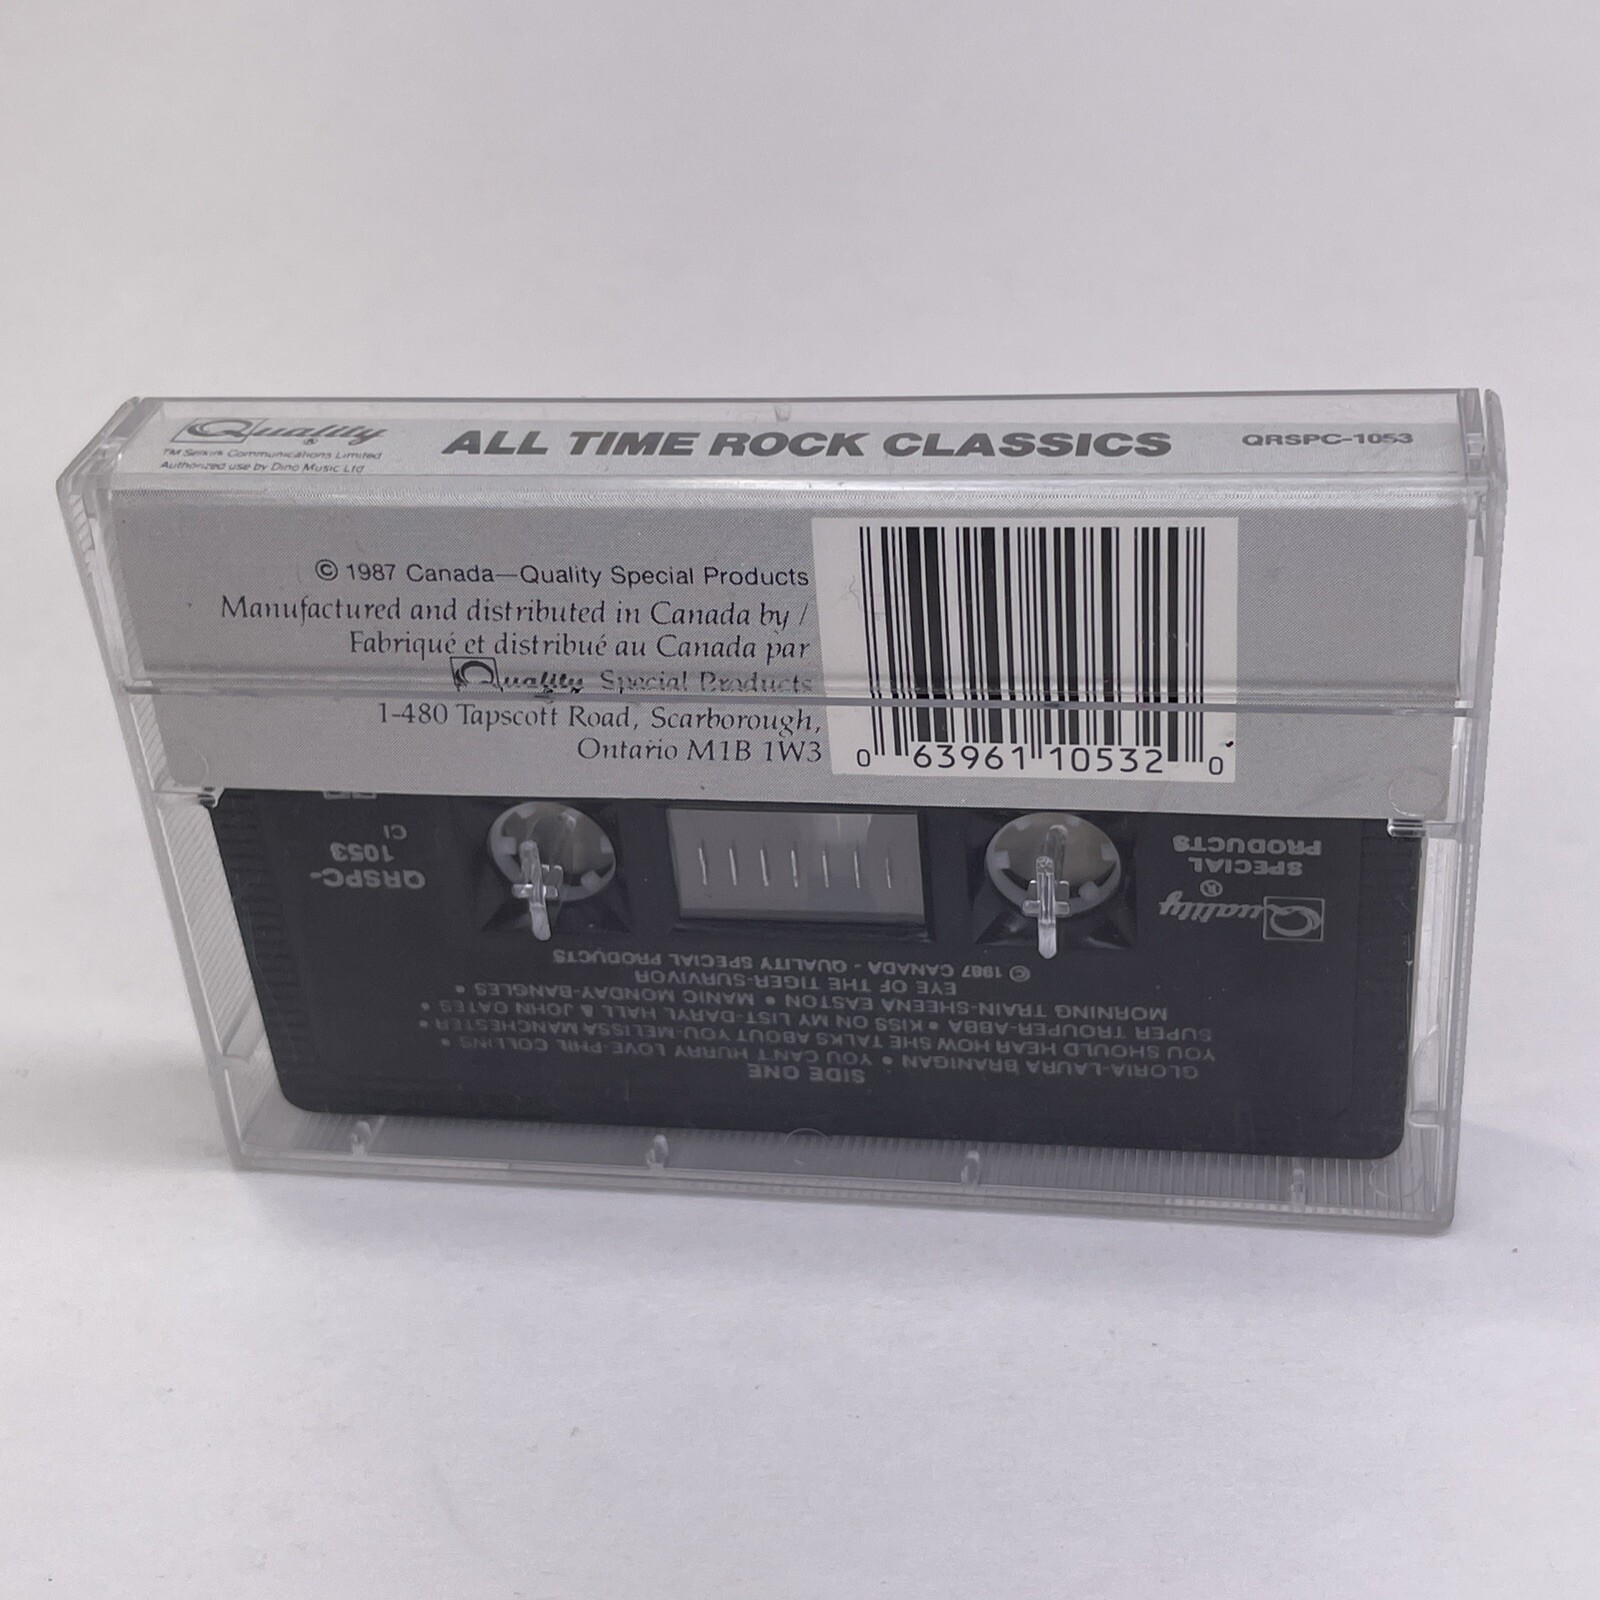 Quality ®
TM Selkirk Communications Limited
Authorized use by Dino Music Ltd
ALL TIME ROCK CLASSICS
QRSPC-1053
© 1987 Canada—Quality Special Products
Manufactured and distributed in Canada by /
Fabriqué et distribué au Canada par
Quality Special Products
1-480 Tapscott Road, Scarborough,
Ontario M1B 1W3
0 63961 10532 0
SIDE ONE
GLORIA-LAURA BRANIGAN • YOU CAN'T HURRY LOVE-PHIL COLLINS •
YOU SHOULD HEAR HOW SHE TALKS ABOUT YOU-MELISSA MANCHESTER •
SUPER TROUPER-ABBA • KISS ON MY LIST-DARYL HALL & JOHN OATES •
MORNING TRAIN-SHEENA EASTON • MANIC MONDAY-BANGLES •
EYE OF THE TIGER-SURVIVOR
© 1987 CANADA - QUALITY SPECIAL PRODUCTS
Quality ®
SPECIAL
PRODUCTS
QRSPC-
1053
C1